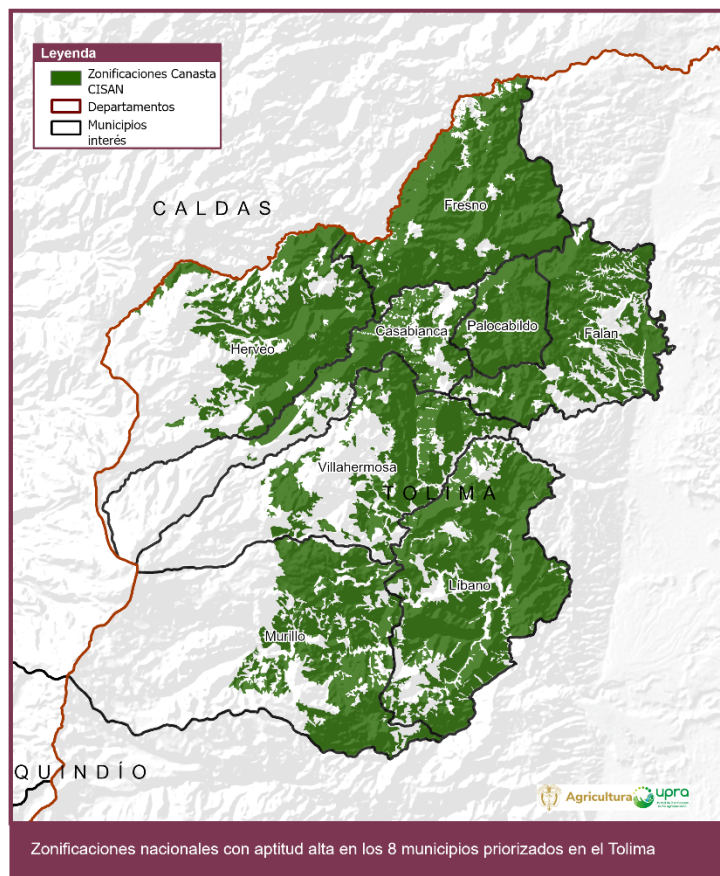 Leyenda
Zonificaciones Canasta
CISAN
Departamentos
Municipios
interés
CALDAS
Fresno
Herveo
Casabianca
Palocabildo
Falan
Villahermosa
TOLIMA
Líbano
Murillo
QUINDÍO
Agricultura
upra
Zonificaciones nacionales con aptitud alta en los 8 municipios priorizados en el Tolima